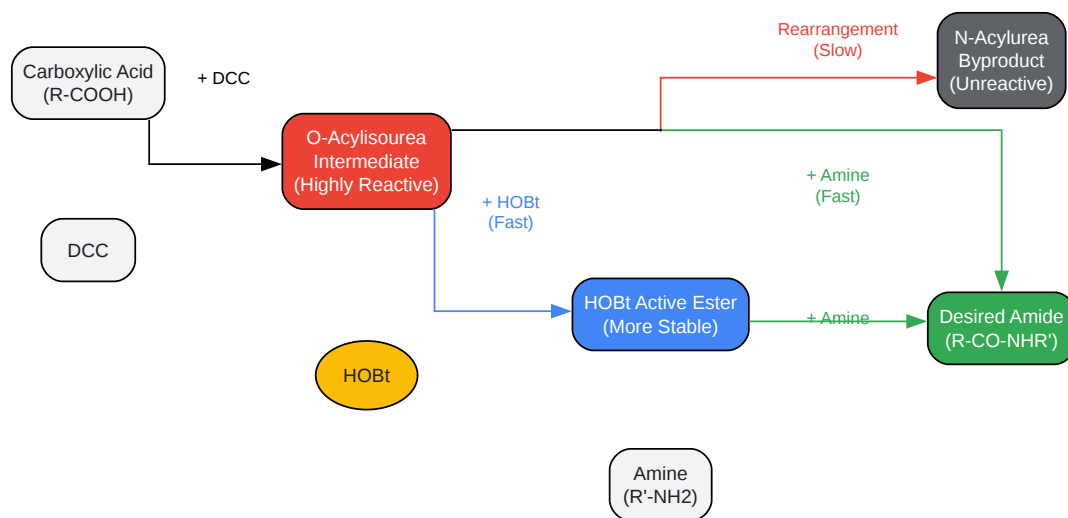 Carboxylic Acid
(R-COOH)
+ DCC
O-Acylisourea
Intermediate
(Highly Reactive)
Rearrangement
(Slow)
N-Acylurea
Byproduct
(Unreactive)
+ Amine
(Fast)
+ HOBt
(Fast)
DCC
HOBt Active Ester
(More Stable)
+ Amine
Desired Amide
(R-CO-NHR')
HOBt
Amine
(R'-NH2)